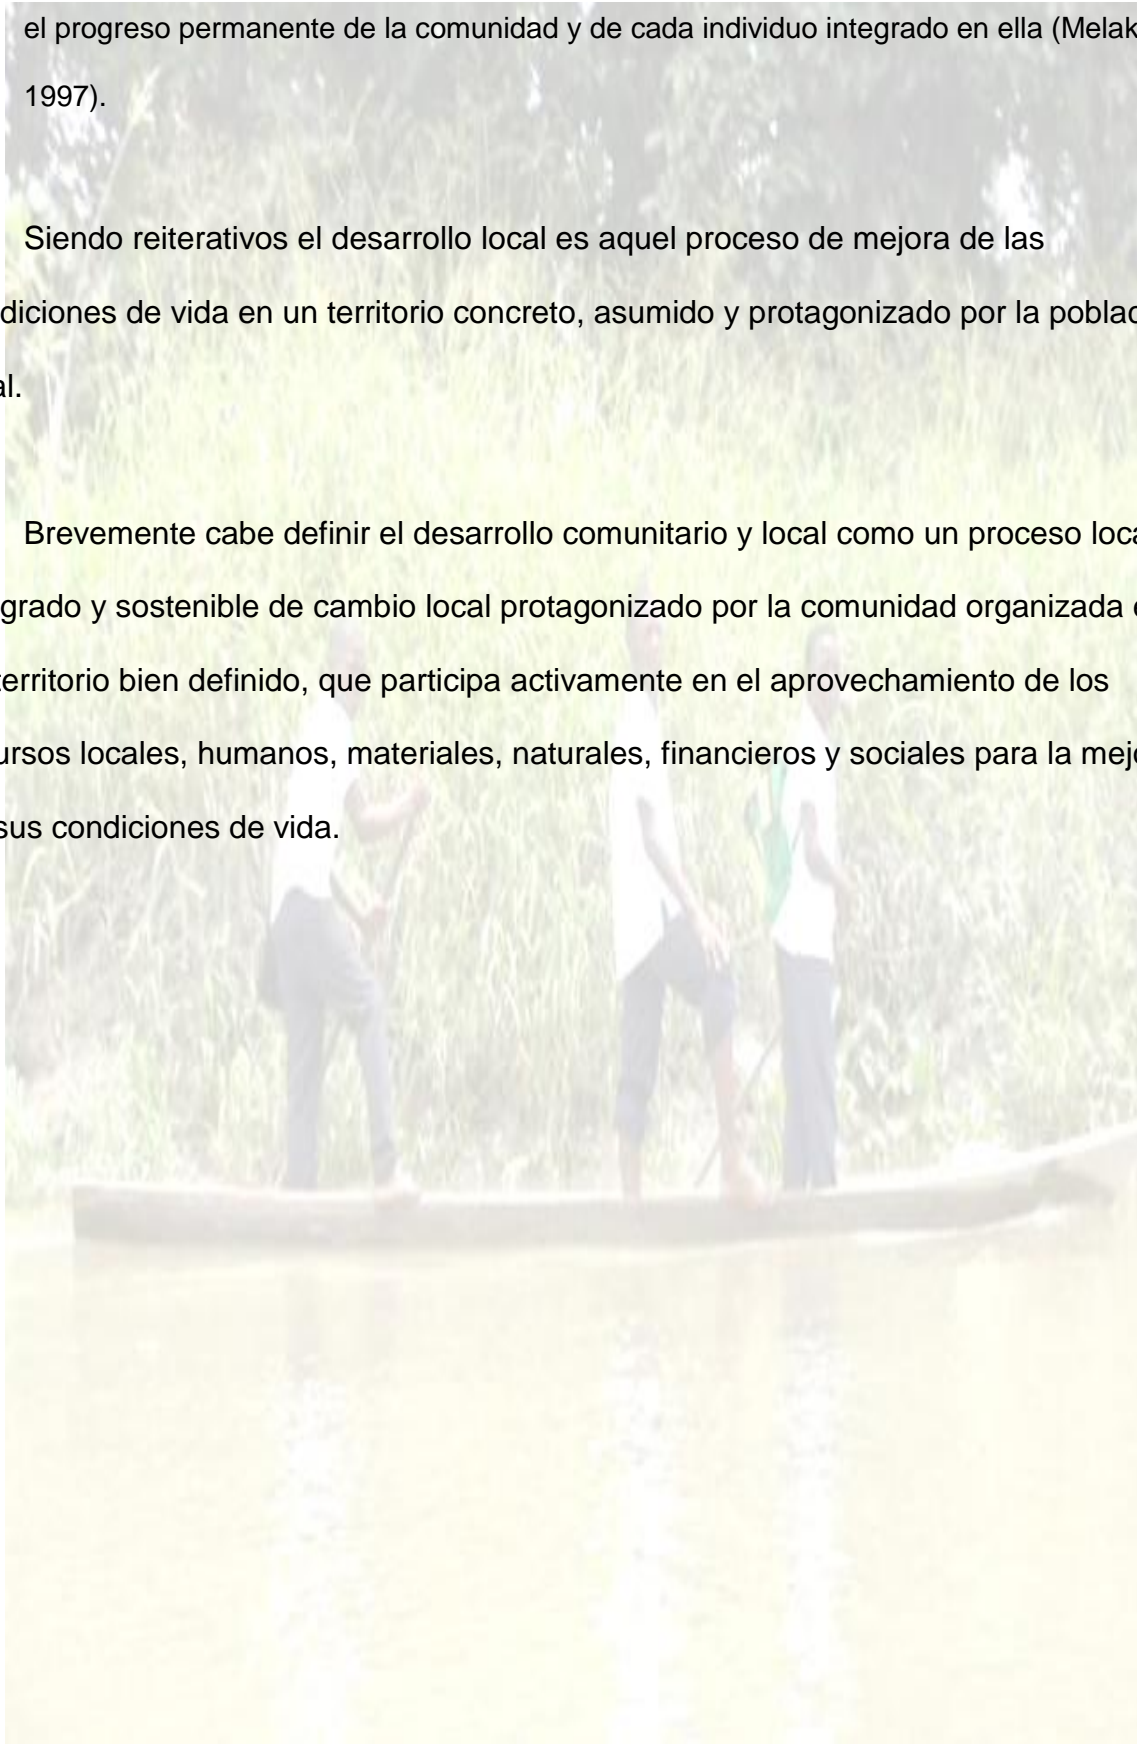 el progreso permanente de la comunidad y de cada individuo integrado en ella (Melak
1997).
Siendo reiterativos el desarrollo local es aquel proceso de mejora de las
diciones de vida en un territorio concreto, asumido y protagonizado por la poblac
al.
Brevemente cabe definir el desarrollo comunitario y local como un proceso loca
grado y sostenible de cambio local protagonizado por la comunidad organizada e
territorio bien definido, que participa activamente en el aprovechamiento de los
ursos locales, humanos, materiales, naturales, financieros y sociales para la mejo
sus condiciones de vida.